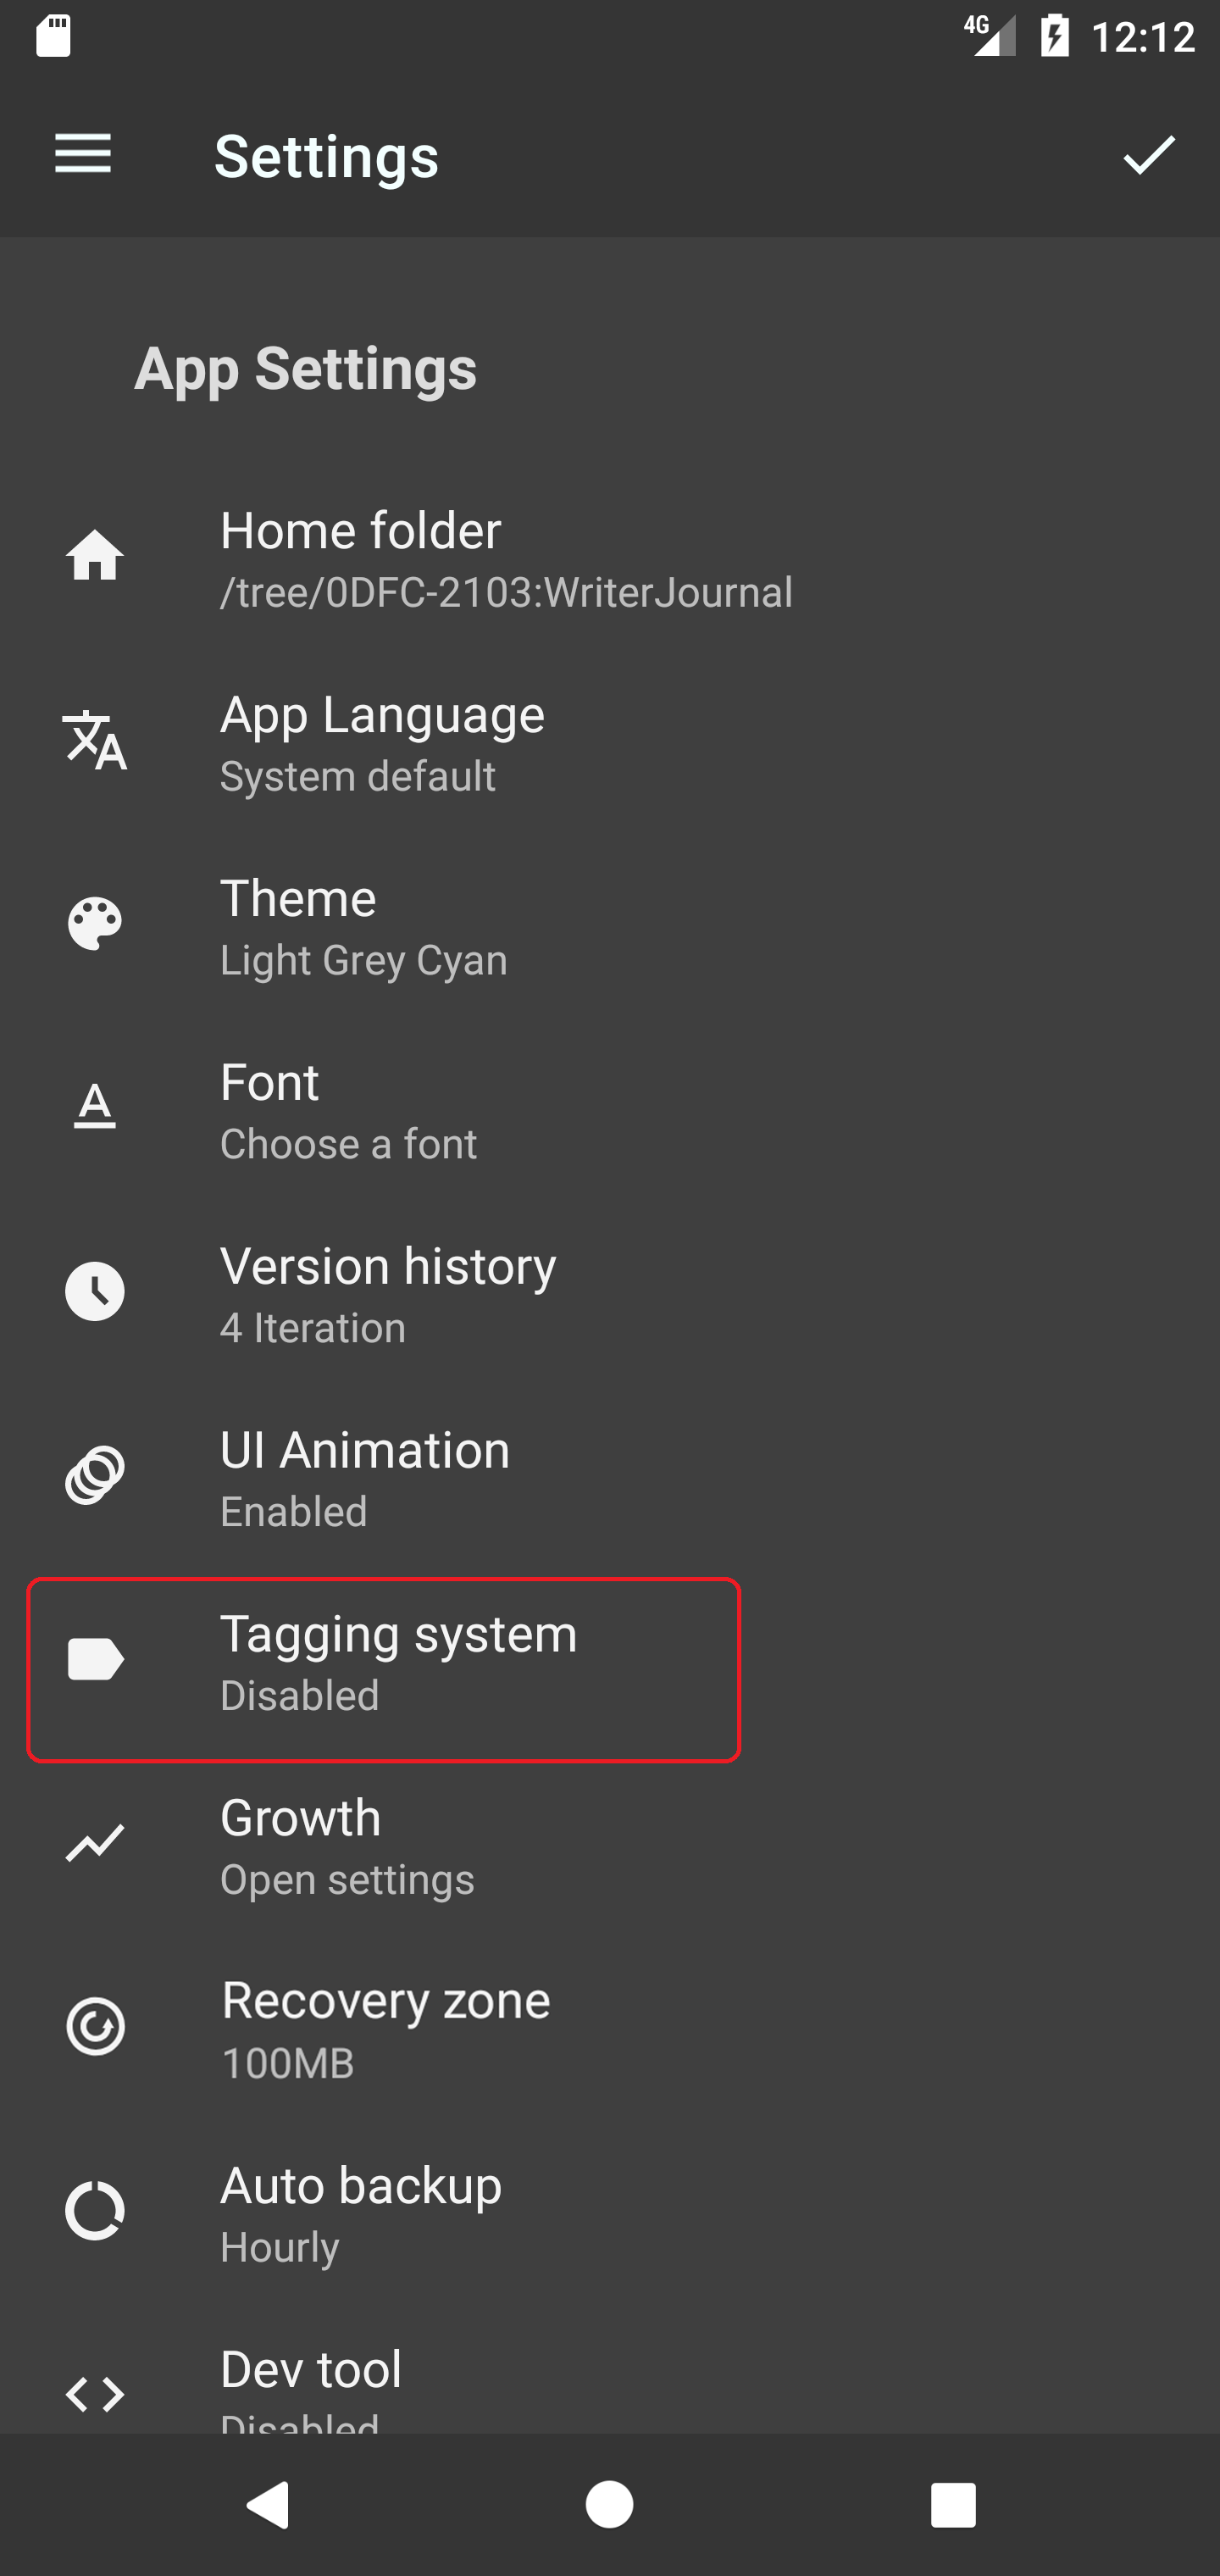 4G 12:12
Settings
App Settings
Home folder
/tree/0DFC-2103:WriterJournal
App Language
System default
Theme
Light Grey Cyan
Font
Choose a font
Version history
4 Iteration
UI Animation
Enabled
Tagging system
Disabled
Growth
Open settings
Recovery zone
100MB
Auto backup
Hourly
Dev tool
Disabled